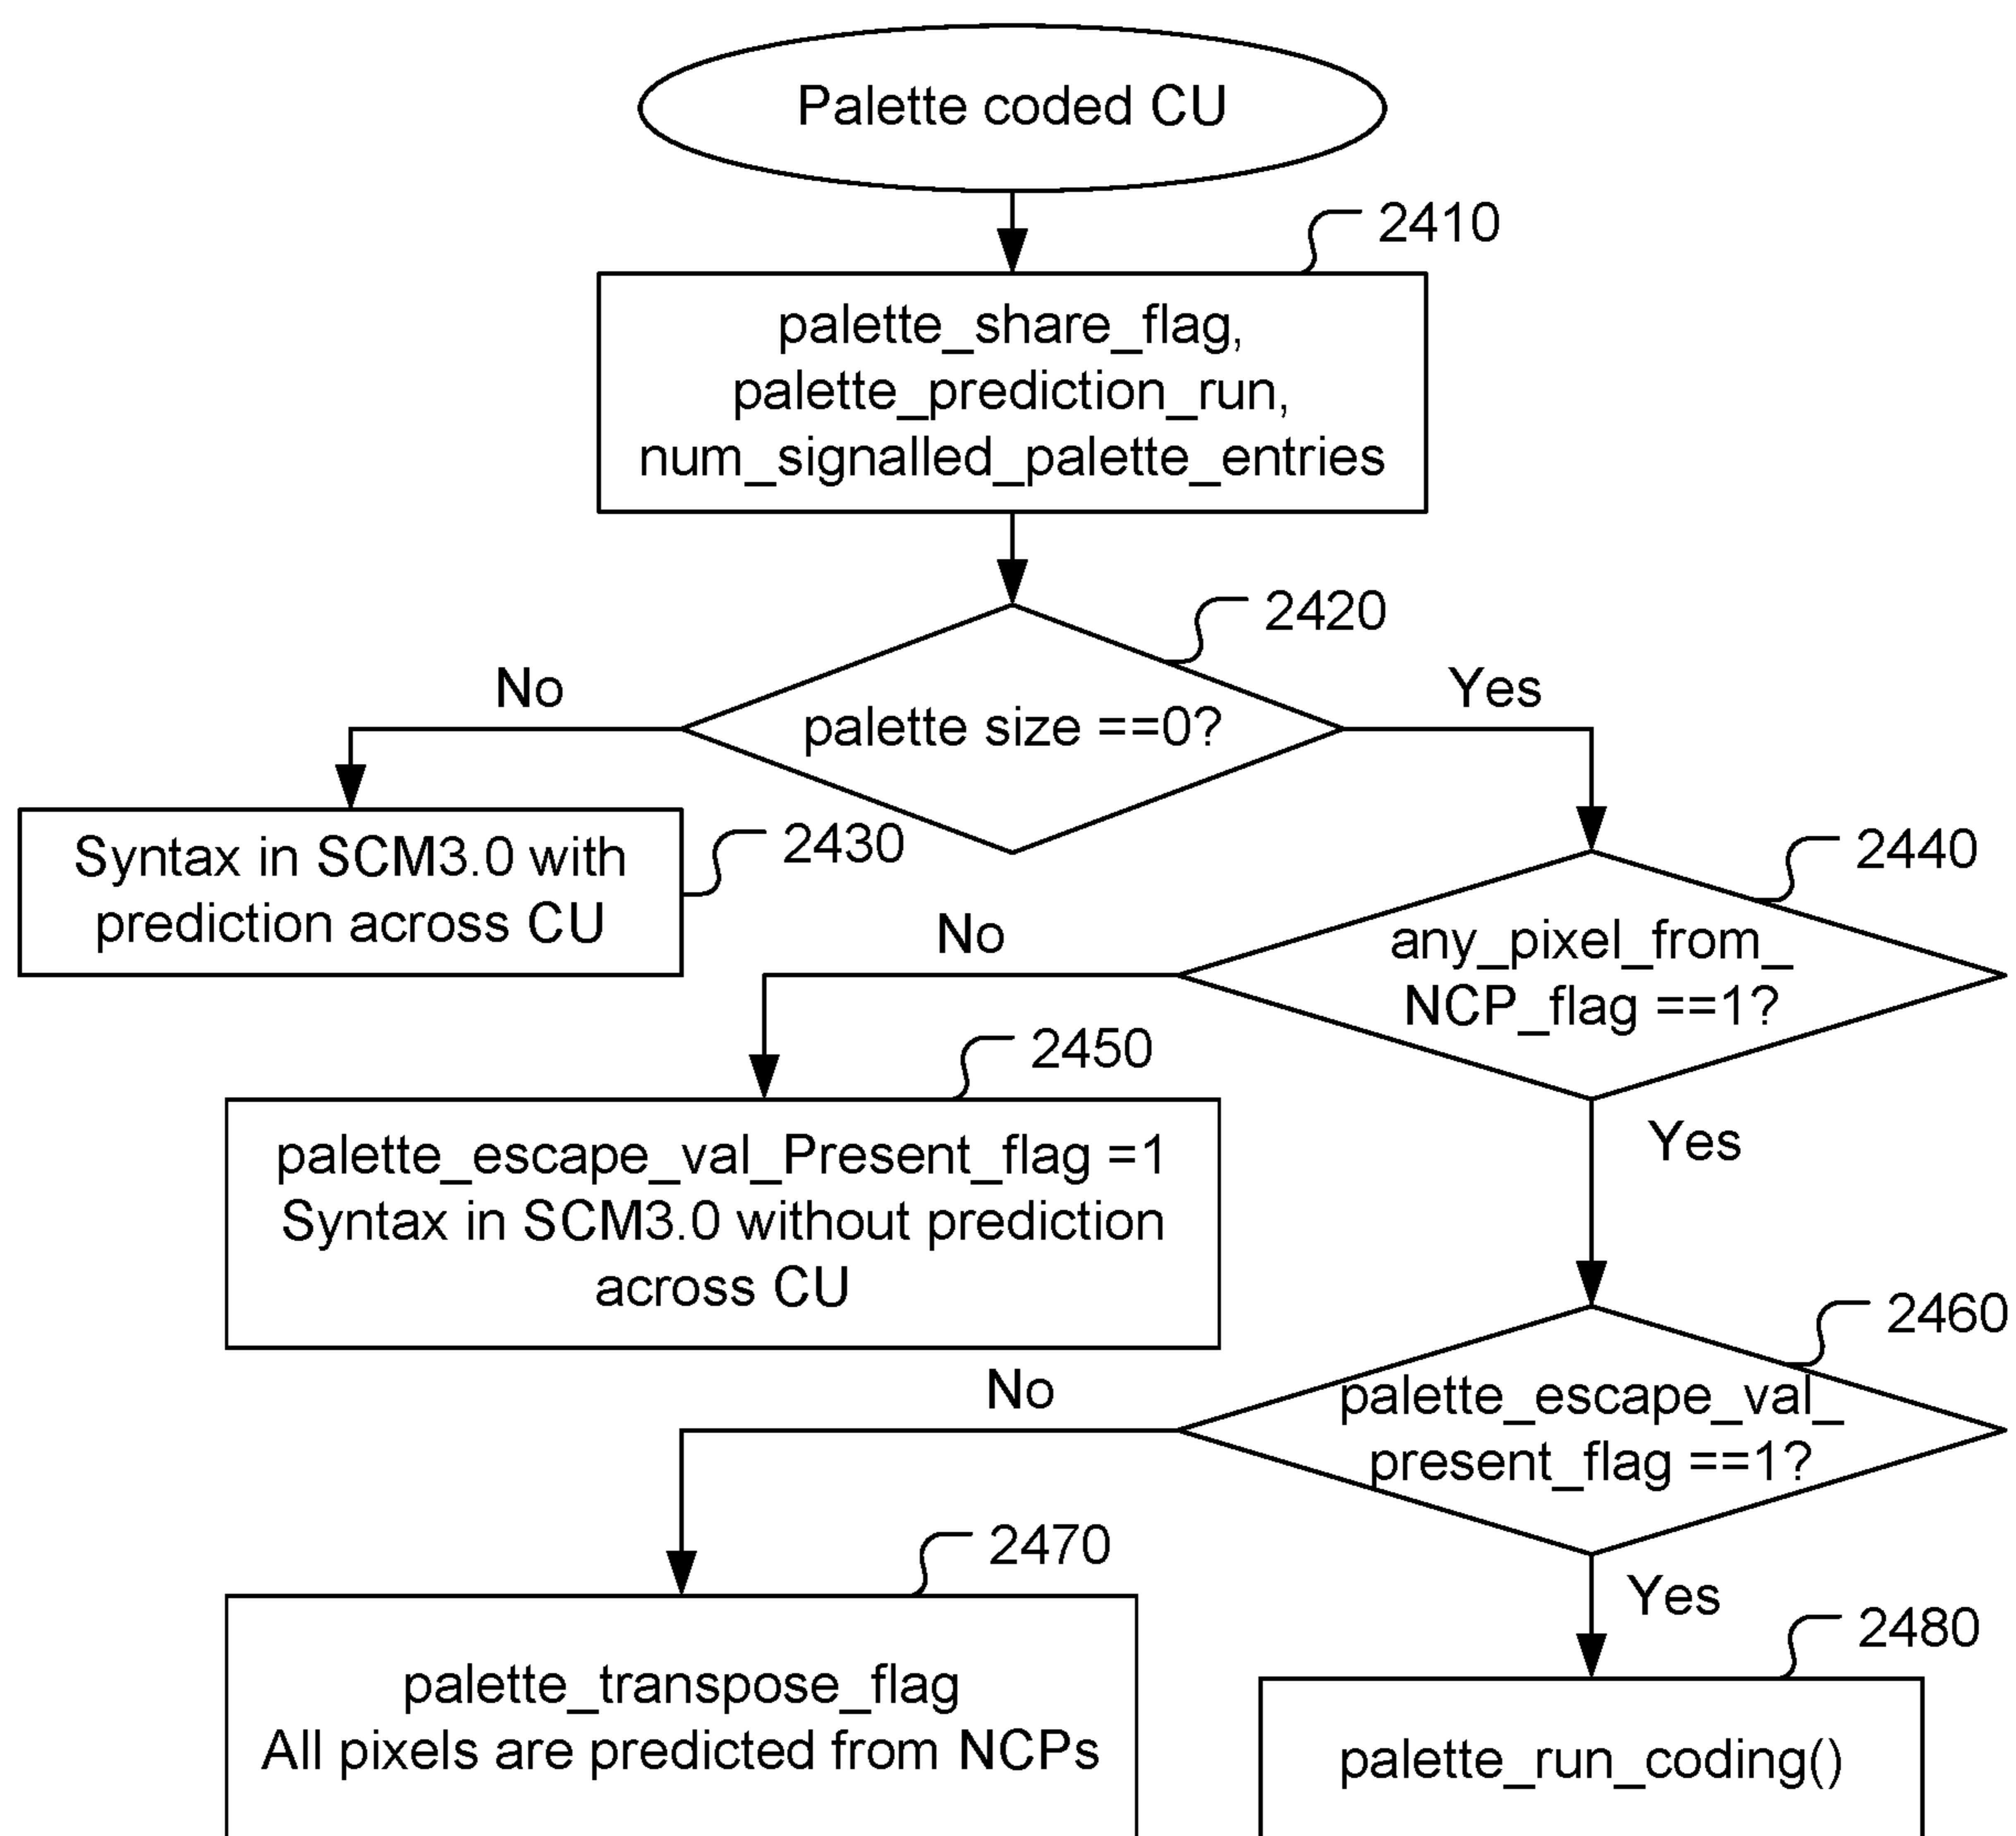 Palette coded CU
2410
palette_share_flag,
palette_prediction_run,
num_signalled_palette_entries
2420
No
Yes
palette size ==0?
2430
Syntax in SCM3.0 with
prediction across CU
2440
No
any_pixel_from_
NCP_flag ==1?
2450
Yes
palette_escape_val_Present_flag =1
Syntax in SCM3.0 without prediction
across CU
2460
No
palette_escape_val_
present_flag ==1?
2470
Yes
2480
palette_transpose_flag
All pixels are predicted from NCPs
palette_run_coding()